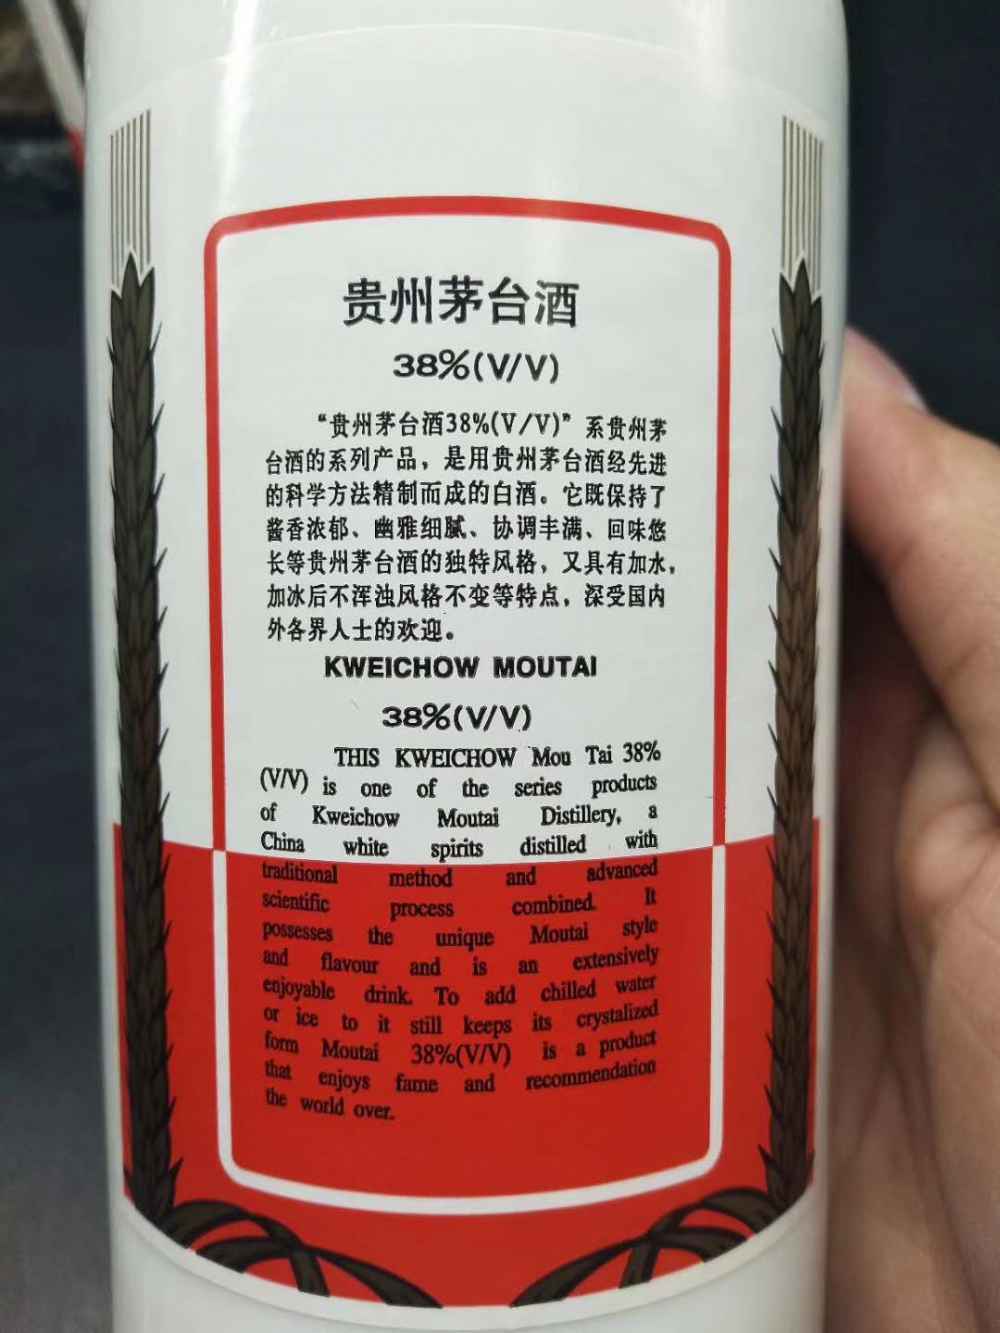 贵州茅台酒
38%(V/V)
“贵州茅台酒38%(V/V)”系贵州茅
台酒的系列产品，是用贵州茅台酒经先进
的科学方法精制而成的白酒。它既保持了
酱香浓郁、幽雅细腻、协调丰满、回味悠
长等贵州茅台酒的独特风格，又具有加水，
加冰后不浑浊风格不变等特点，深受国内
外各界人士的欢迎。
KWEICHOW MOUTAI
38%(V/V)
THIS KWEICHOW Mou Tai 38%
(V/V) is one of the series products
of Kweichow Moutai Distillery, a
China white spirits distilled with
traditional method and advanced
scientific process combined. It
possesses the unique Moutai style
and flavour and is an extensively
enjoyable drink. To add chilled water
or ice to it still keeps its crystalized
form Moutai 38%(V/V) is a product
that enjoys fame and recommendation
the world over.